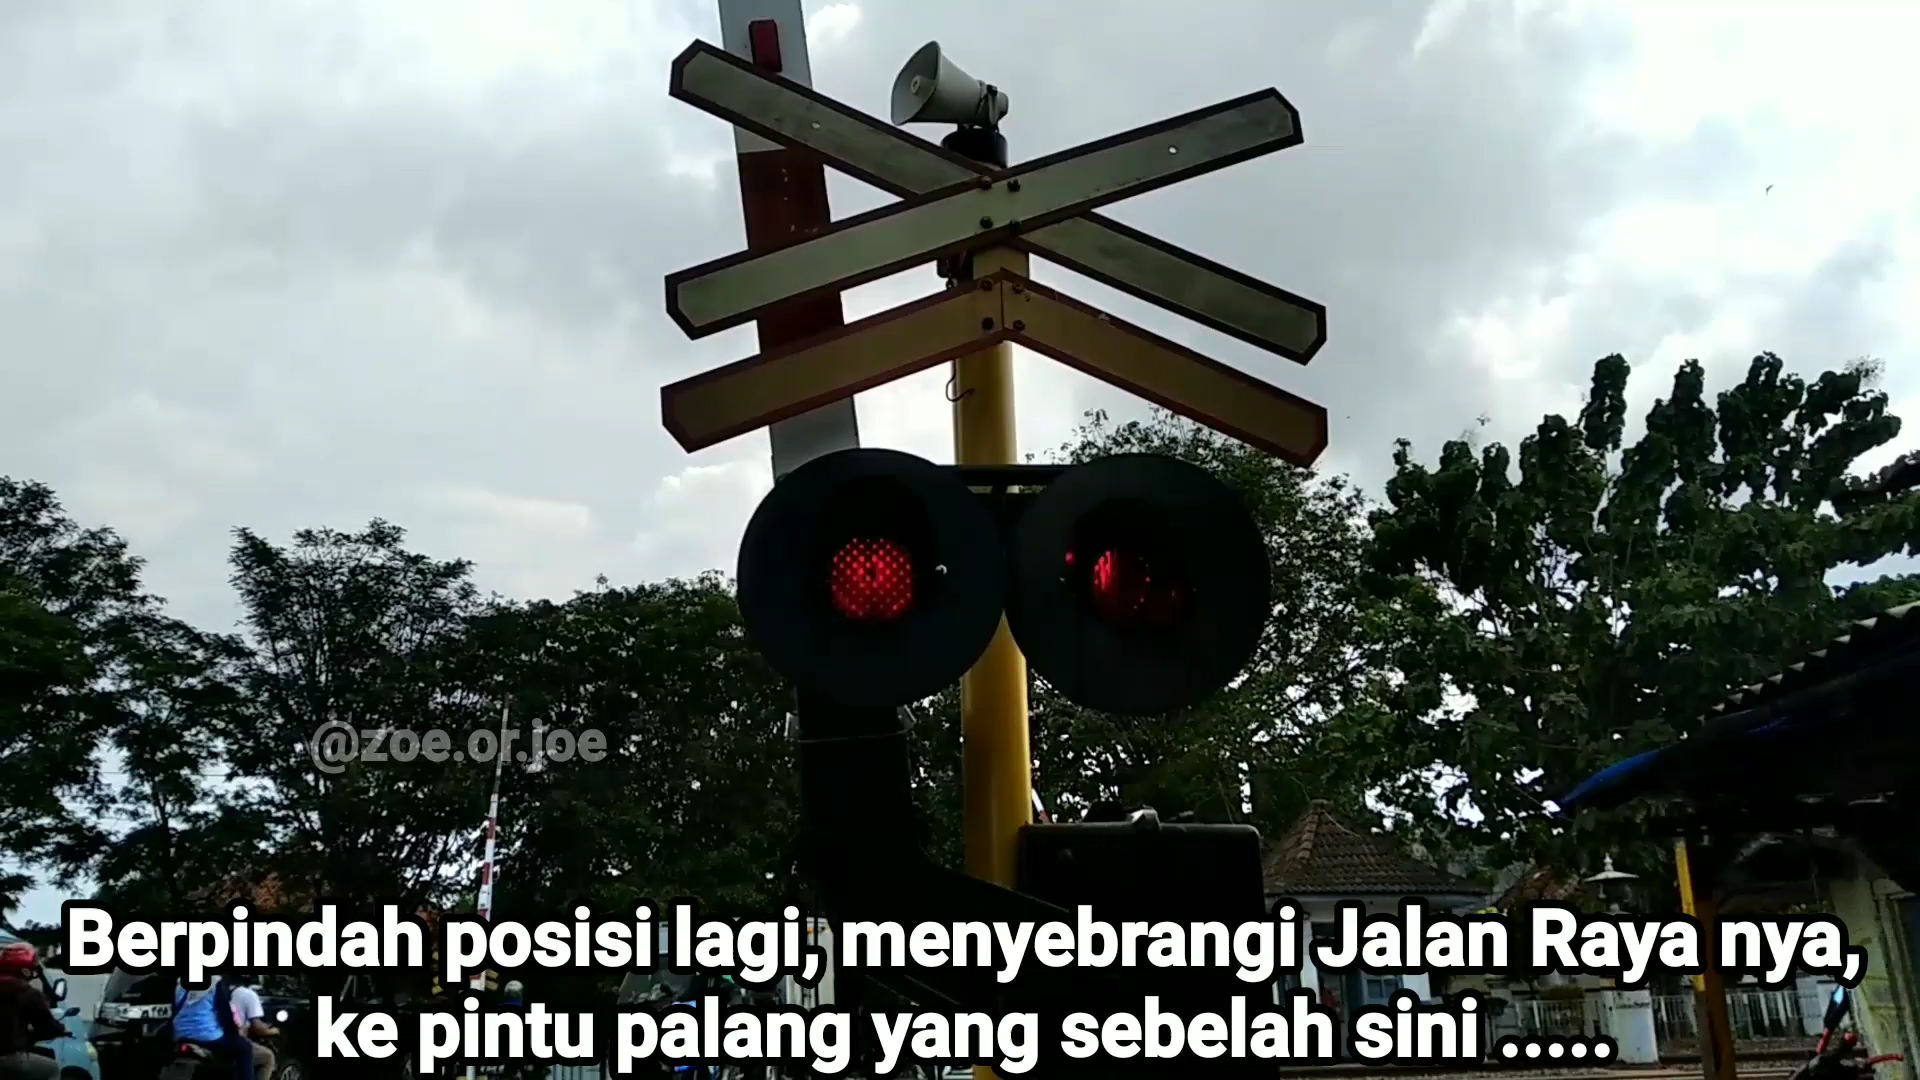 @zoe.or.joe
Berpindah posisi lagi, menyebrangi Jalan Raya nya,
ke pintu palang yang sebelah sini .....